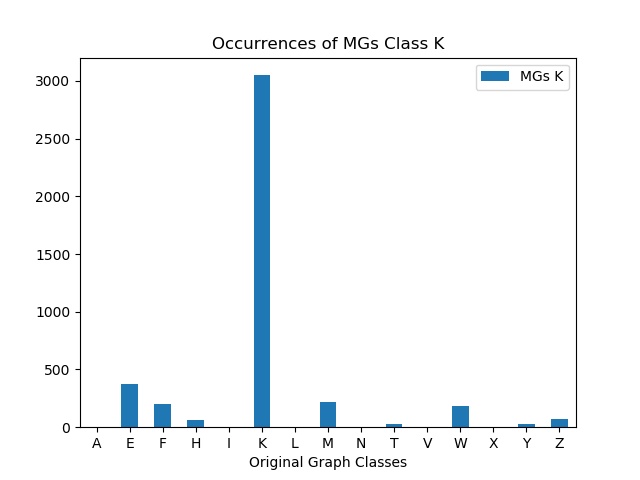 Occurrences of MGs Class K
MGs K
3000
2500
2000
1500
1000
500
0
A E F H I K L M N T V W X Y Z
Original Graph Classes